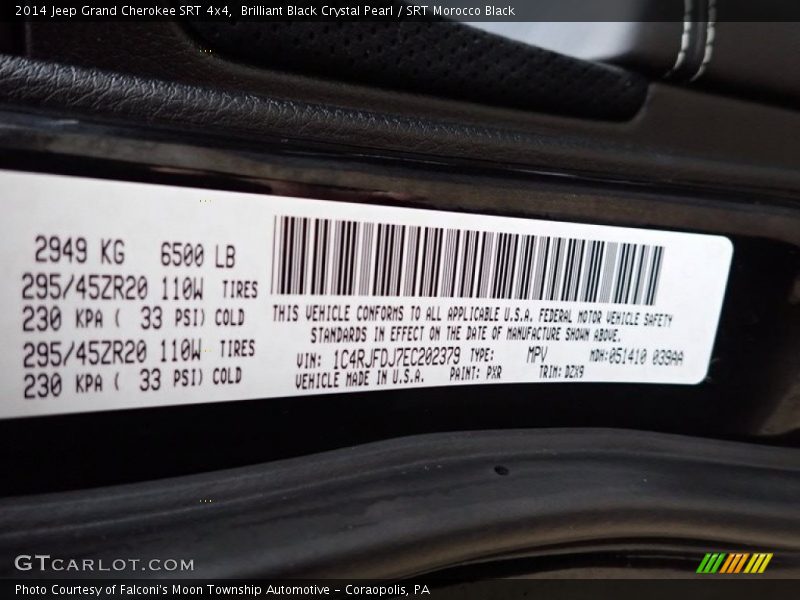 2014 Jeep Grand Cherokee SRT 4x4,  Brilliant Black Crystal Pearl / SRT Morocco Black
2949 KG 6500 LB
295/45ZR20 110W TIRES
230 KPA ( 33 PSI) COLD
295/45ZR20 110W TIRES
230 KPA ( 33 PSI) COLD
THIS VEHICLE CONFORMS TO ALL APPLICABLE U.S.A. FEDERAL MOTOR VEHICLE SAFETY
STANDARDS IN EFFECT ON THE DATE OF MANUFACTURE SHOWN ABOVE.
VIN: 1C4RJFDJ7EC202379 TYPE: MPV MDH:051410 039AA
VEHICLE MADE IN U.S.A. PAINT: PXR TRIM: DZX9
GTCARLOT.COM
Photo Courtesy of Falconi's Moon Township Automotive - Coraopolis, PA